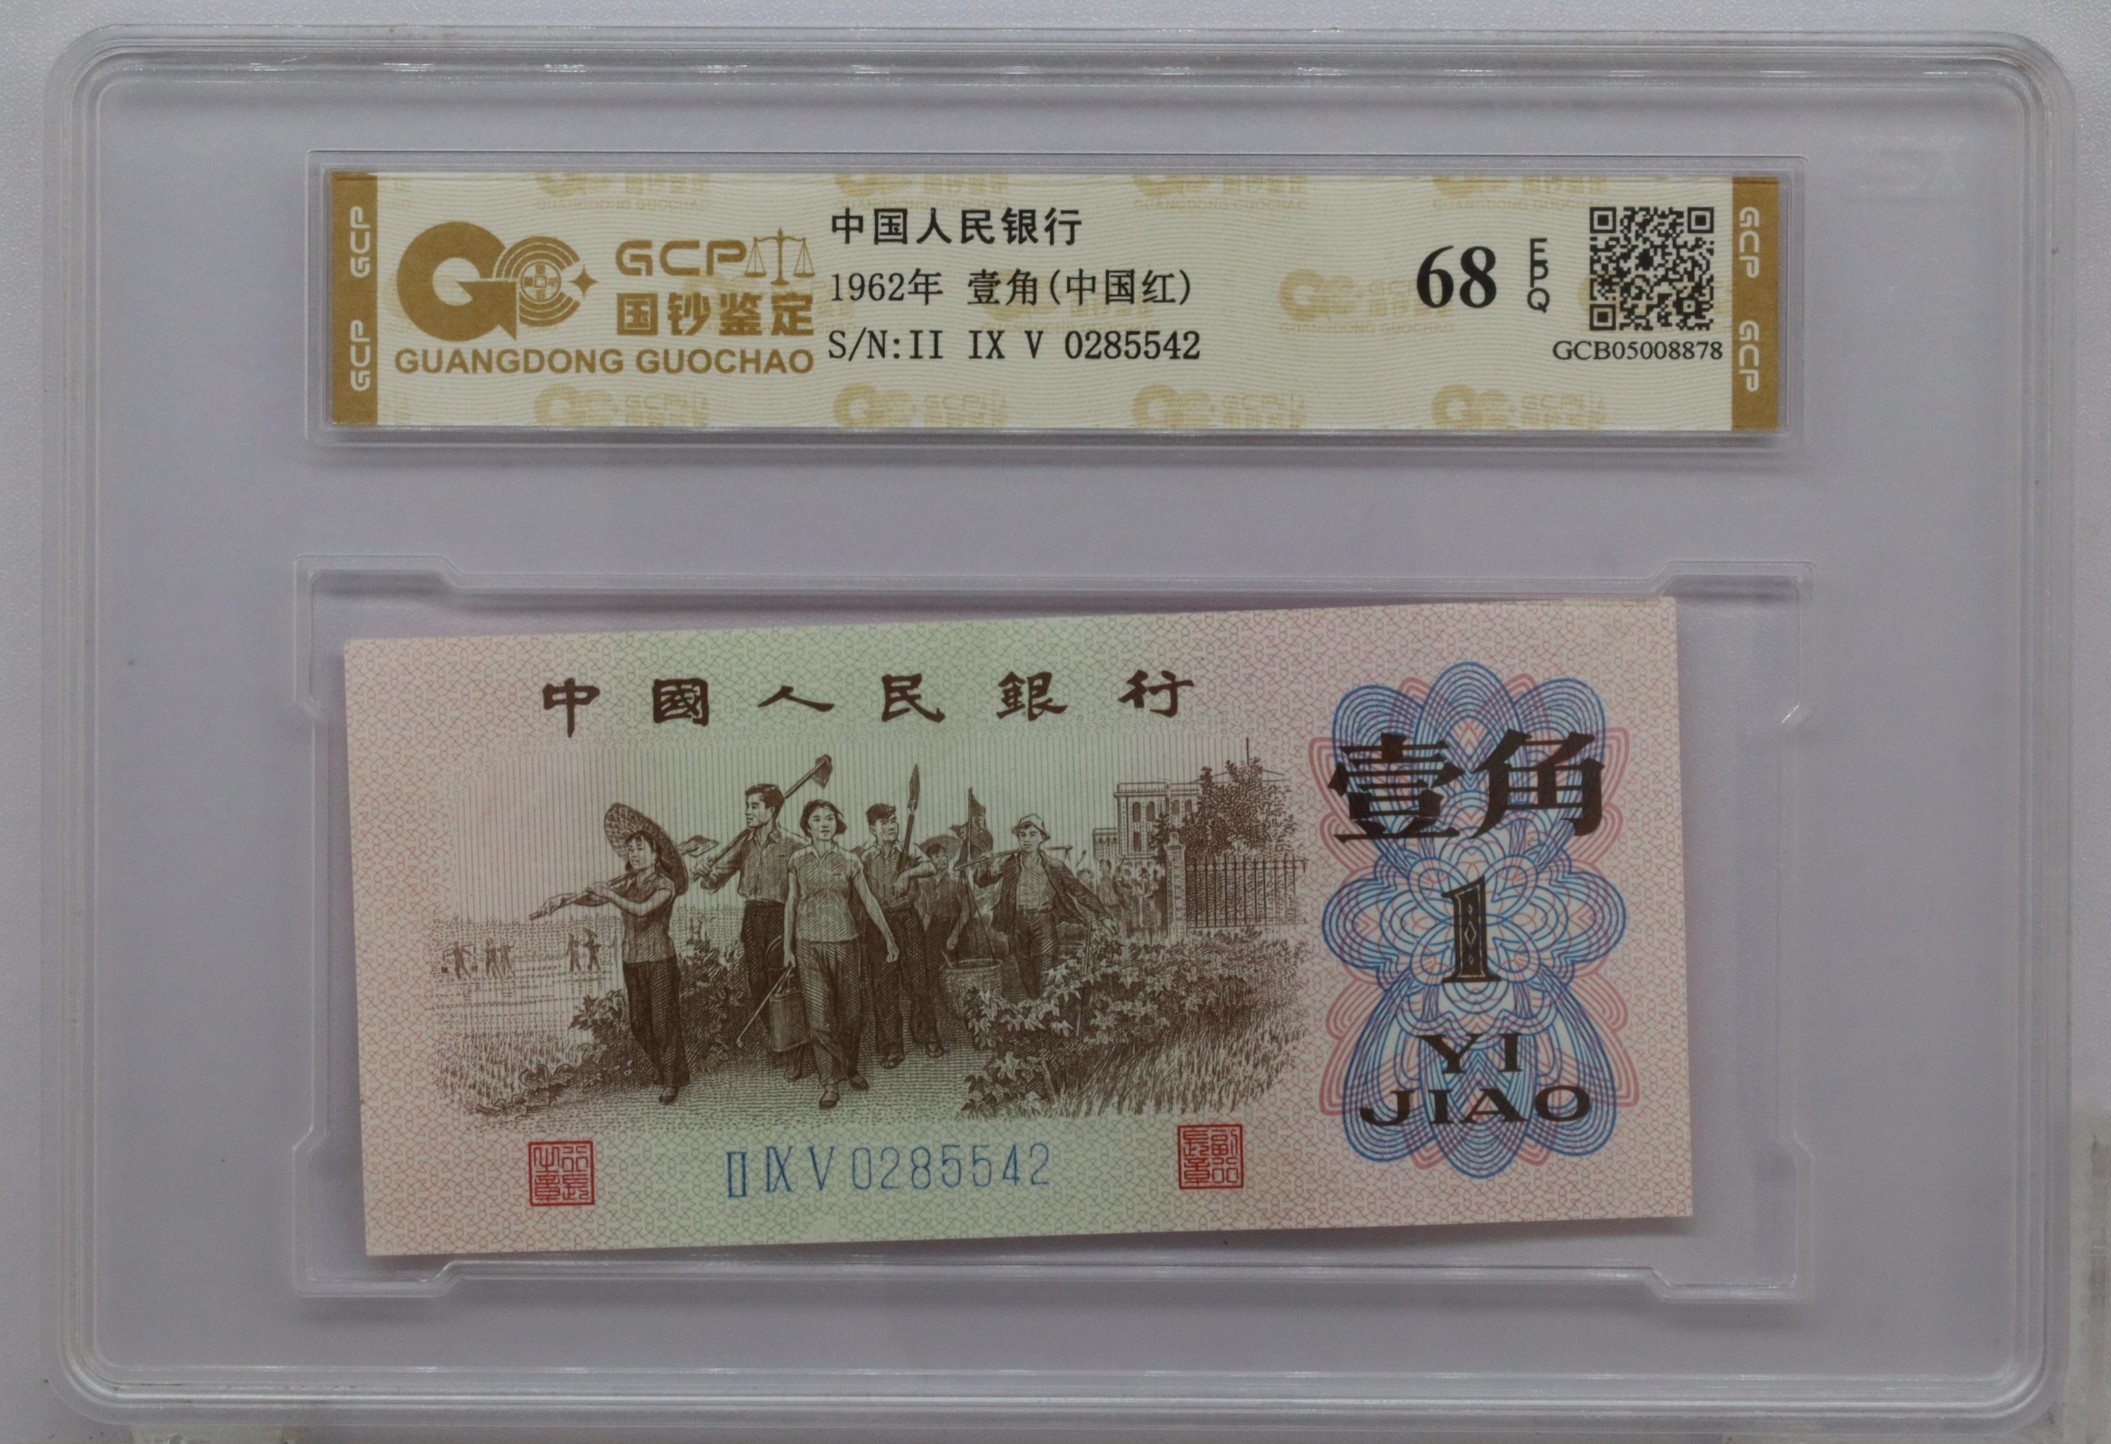 GCP
GCP
GCP
国钞鉴定
GUANGDONG GUOCHAO
中国人民银行
1962年 壹角(中国红)
S/N:II IX V 0285542
68
EPQ
GCB05008878
GCP
GCP
中國人民銀行
壹角
1
YI
JIAO
II IX V 0285542